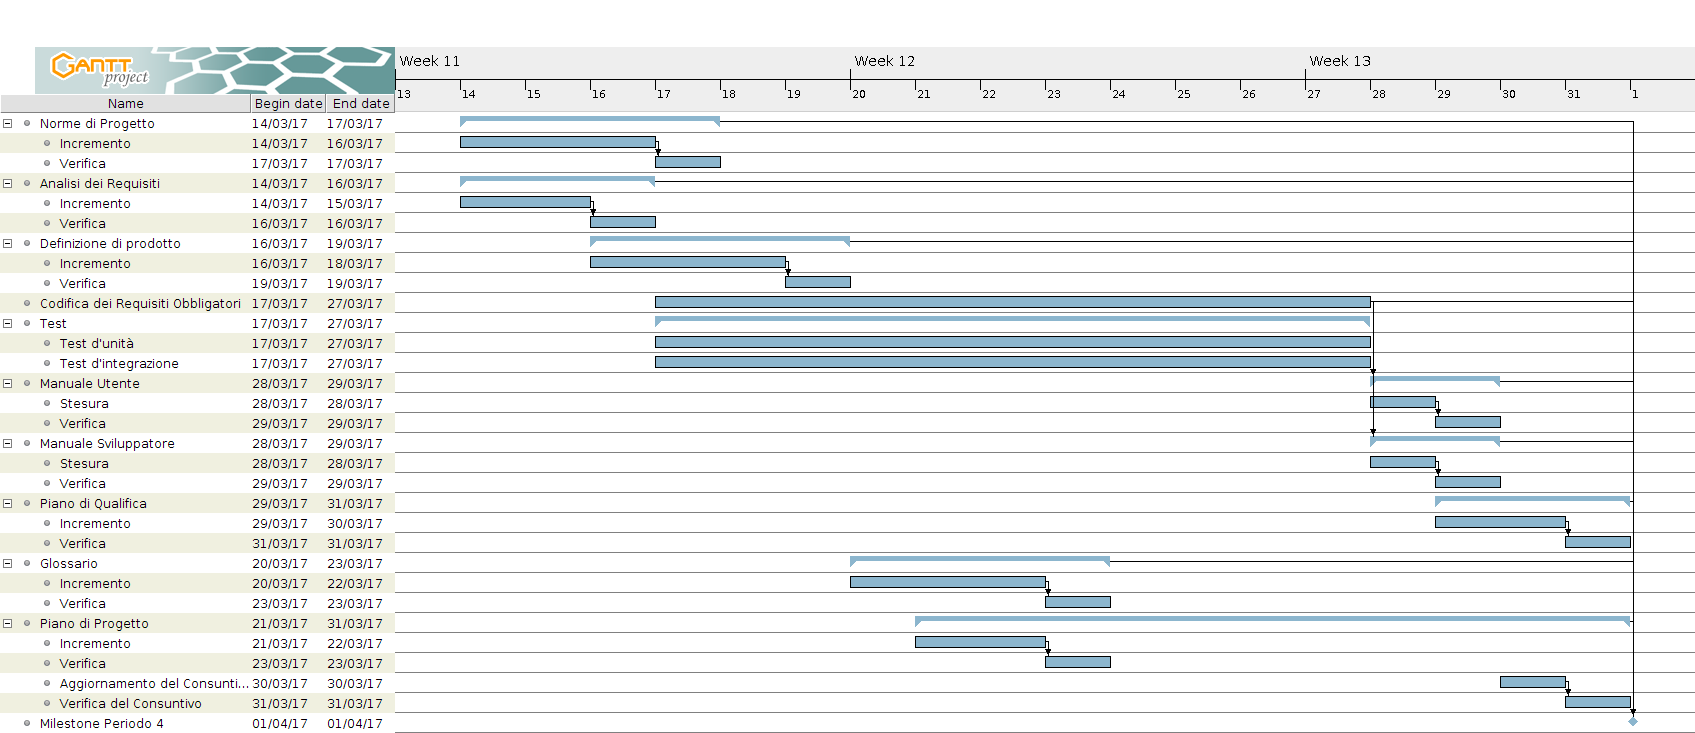 GANTT project
Week 11 Week 12 Week 13
13 14 15 16 17 18 19 20 21 22 23 24 25 26 27 28 29 30 31 1
Name Begin date End date
Norme di Progetto 14/03/17 17/03/17
Incremento 14/03/17 16/03/17
Verifica 17/03/17 17/03/17
Analisi dei Requisiti 14/03/17 16/03/17
Incremento 14/03/17 15/03/17
Verifica 16/03/17 16/03/17
Definizione di prodotto 16/03/17 19/03/17
Incremento 16/03/17 18/03/17
Verifica 19/03/17 19/03/17
Codifica dei Requisiti Obbligatori 17/03/17 27/03/17
Test 17/03/17 27/03/17
Test d'unità 17/03/17 27/03/17
Test d'integrazione 17/03/17 27/03/17
Manuale Utente 28/03/17 29/03/17
Stesura 28/03/17 28/03/17
Verifica 29/03/17 29/03/17
Manuale Sviluppatore 28/03/17 29/03/17
Stesura 28/03/17 28/03/17
Verifica 29/03/17 29/03/17
Piano di Qualifica 29/03/17 31/03/17
Incremento 29/03/17 30/03/17
Verifica 31/03/17 31/03/17
Glossario 20/03/17 23/03/17
Incremento 20/03/17 22/03/17
Verifica 23/03/17 23/03/17
Piano di Progetto 21/03/17 31/03/17
Incremento 21/03/17 22/03/17
Verifica 23/03/17 23/03/17
Aggiornamento del Consunti... 30/03/17 30/03/17
Verifica del Consuntivo 31/03/17 31/03/17
Milestone Periodo 4 01/04/17 01/04/17